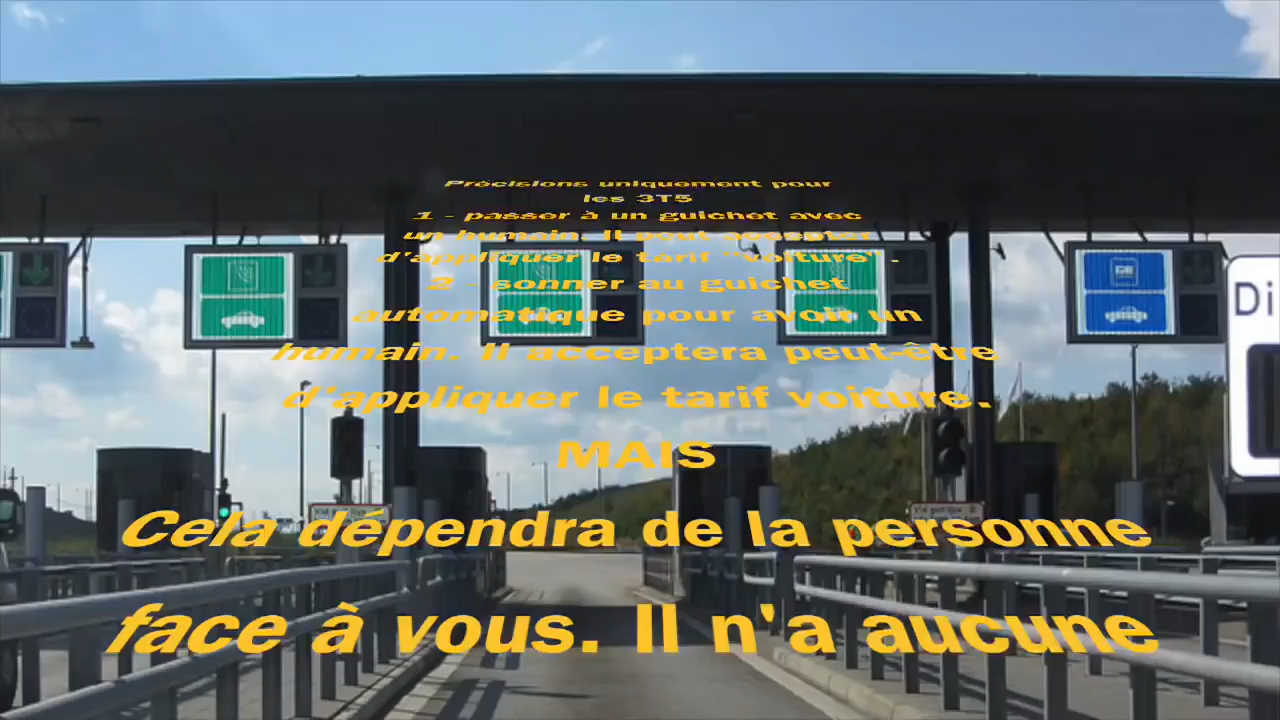 Précisions uniquement pour
les 3T5
1 - passer à un guichet avec
un humain. Il peut accepter
d'appliquer le tarif "voiture" .
2 - sonner au guichet
automatique pour avoir un
humain. Il acceptera peut-être
d'appliquer le tarif voiture.
MAIS
Cela dépendra de la personne
face à vous. Il n'a aucune
Di